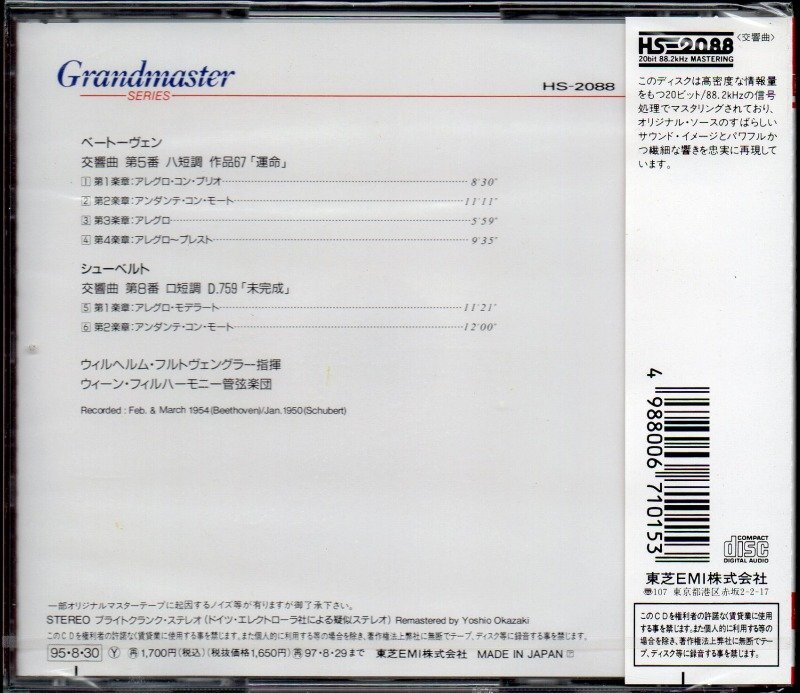 Grandmaster
SERIES
HS-2088
ベートーヴェン
交響曲 第5番 ハ短調 作品67「運命」
1 第1楽章:アレグロ・コン・ブリオ 8'30"
2 第2楽章:アンダンテ・コン・モート 11'11"
3 第3楽章:アレグロ 5'59"
4 第4楽章:アレグロ〜プレスト 9'35"
シューベルト
交響曲 第8番 ロ短調 D.759「未完成」
5 第1楽章:アレグロ・モデラート 11'21"
6 第2楽章:アンダンテ・コン・モート 12'00"
ウィルヘルム・フルトヴェングラー指揮
ウィーン・フィルハーモニー管弦楽団
Recorded : Feb. & March 1954(Beethoven)/Jan.1950(Schubert)
一部オリジナルマスターテープに起因するノイズ等が有りますが御了承下さい。
STEREO ブライトクランク・ステレオ(ドイツ・エレクトローラ社による疑似ステレオ) Remastered by Yoshio Okazaki
このCDを権利者の許諾なく賃貸業に使用する事を禁じます。また個人的に利用する等の場合を除き、著作権法上弊社に無断でテープ、ディスク等に録音する事を禁じます。
95・8・30 Ⓨ 再1,700円(税込)(税抜価格1,650円)再97・8・29まで 東芝EMI株式会社 MADE IN JAPAN Ⓟ
HS-2088
20bit 88.2kHz MASTERING
〈交響曲〉
このディスクは高密度な情報量
をもつ20ビット/88.2kHzの信号
処理でマスタリングされており、
オリジナル・ソースのすばらしい
サウンド・イメージとパワフルか
つ繊細な響きを忠実に再現して
います。
4 988006 710153
COMPACT
disc
DIGITAL AUDIO
東芝EMI株式会社
〠107 東京都港区赤坂2-2-17
このCDを権利者の許諾なく賃貸業に使用
する事を禁じます。また個人的に利用する等の
場合を除き、著作権法上弊社に無断でテー
プ、ディスク等に録音する事を禁じます。